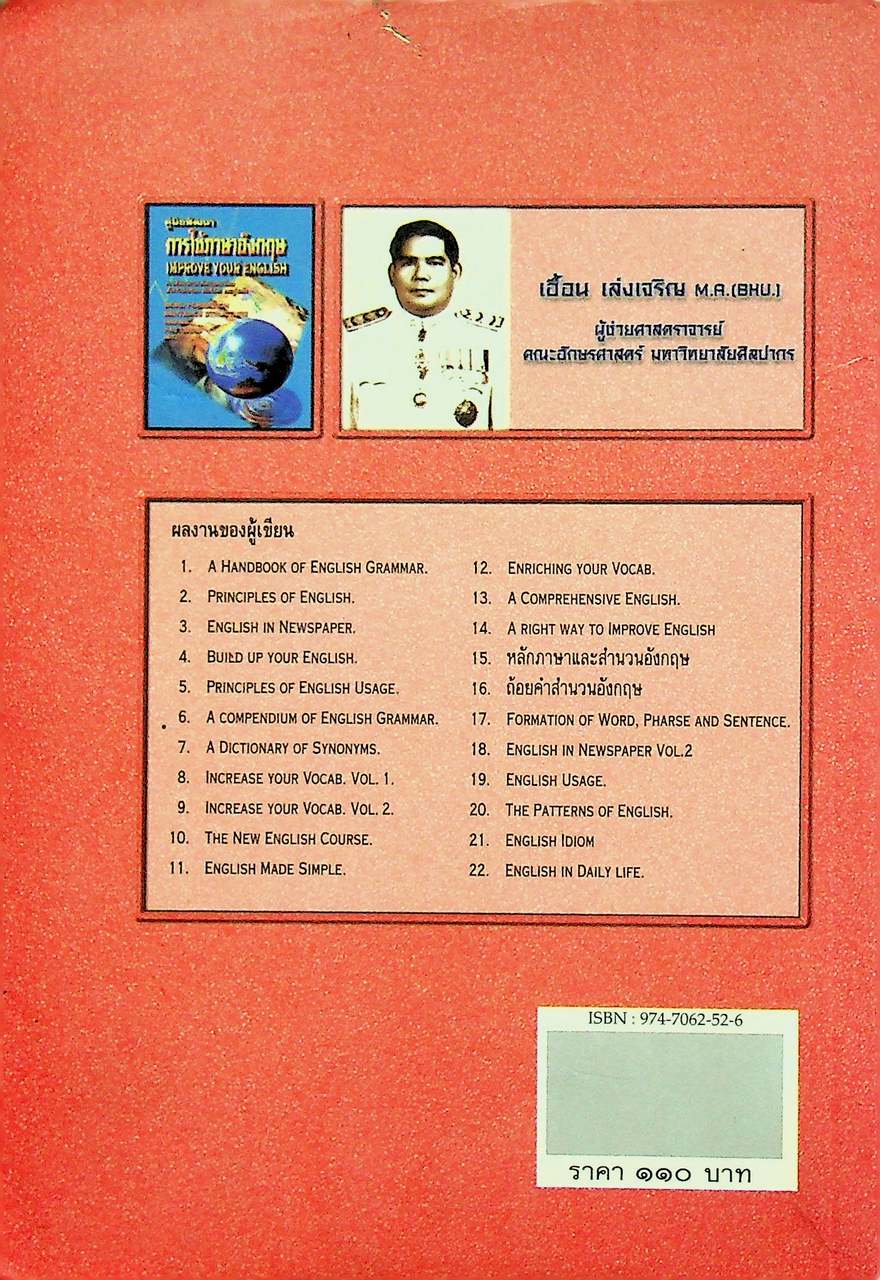 คู่มือพัฒนา
การใช้ภาษาอังกฤษ
IMPROVE YOUR ENGLISH
เอื้อน เล่งเจริญ M.A.(BHU.)
ผู้ช่วยศาสตราจารย์
คณะอักษรศาสตร์ มหาวิทยาลัยศิลปากร
ผลงานของผู้เขียน
1. A HANDBOOK OF ENGLISH GRAMMAR.
2. PRINCIPLES OF ENGLISH.
3. ENGLISH IN NEWSPAPER.
4. BUILD UP YOUR ENGLISH.
5. PRINCIPLES OF ENGLISH USAGE.
6. A COMPENDIUM OF ENGLISH GRAMMAR.
7. A DICTIONARY OF SYNONYMS.
8. INCREASE YOUR VOCAB. VOL. 1.
9. INCREASE YOUR VOCAB. VOL. 2.
10. THE NEW ENGLISH COURSE.
11. ENGLISH MADE SIMPLE.
12. ENRICHING YOUR VOCAB.
13. A COMPREHENSIVE ENGLISH.
14. A RIGHT WAY TO IMPROVE ENGLISH
15. หลักภาษาและสำนวนอังกฤษ
16. ถ้อยคำสำนวนอังกฤษ
17. FORMATION OF WORD, PHARSE AND SENTENCE.
18. ENGLISH IN NEWSPAPER VOL.2
19. ENGLISH USAGE.
20. THE PATTERNS OF ENGLISH.
21. ENGLISH IDIOM
22. ENGLISH IN DAILY LIFE.
ISBN : 974-7062-52-6
ราคา ๑๑๐ บาท